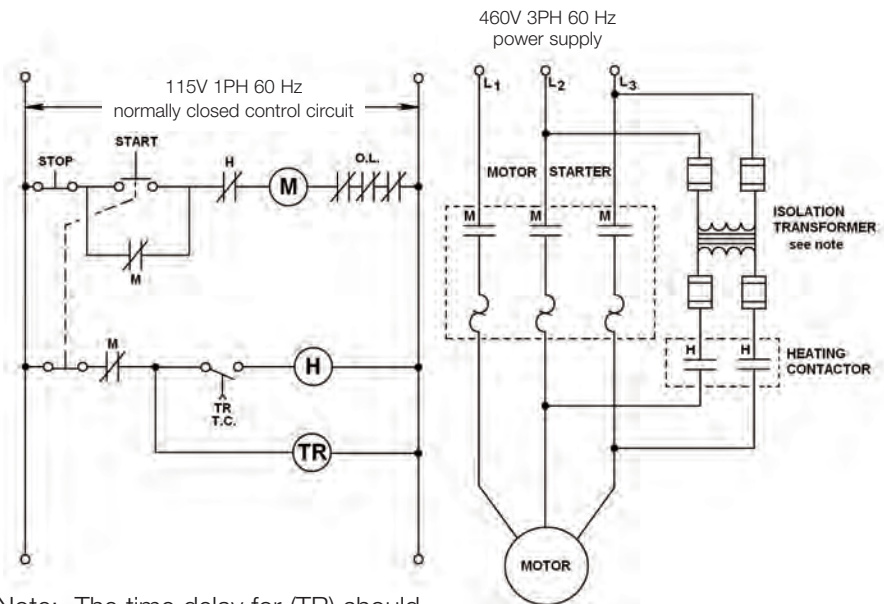 460V 3PH 60 Hz
power supply
115V 1PH 60 Hz
normally closed control circuit
L1
L2
L3
START
STOP
H
M
O.L.
M
MOTOR STARTER
M
M
M
ISOLATION
TRANSFORMER
see note
M
H
TR
T.C.
TR
H
H
HEATING
CONTACTOR
MOTOR
Note: The time delay for (TR) should